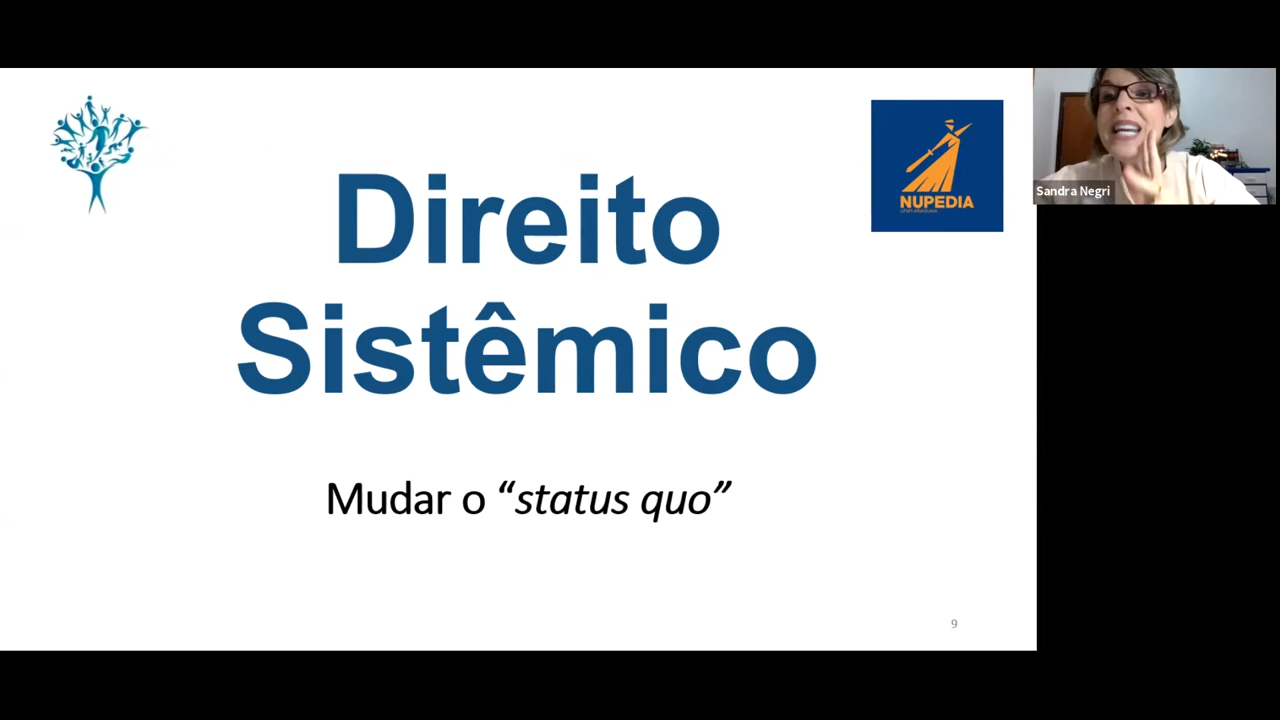 Direito
Sistêmico
Mudar o “status quo”
NUPEDIA
Sandra Negri
9